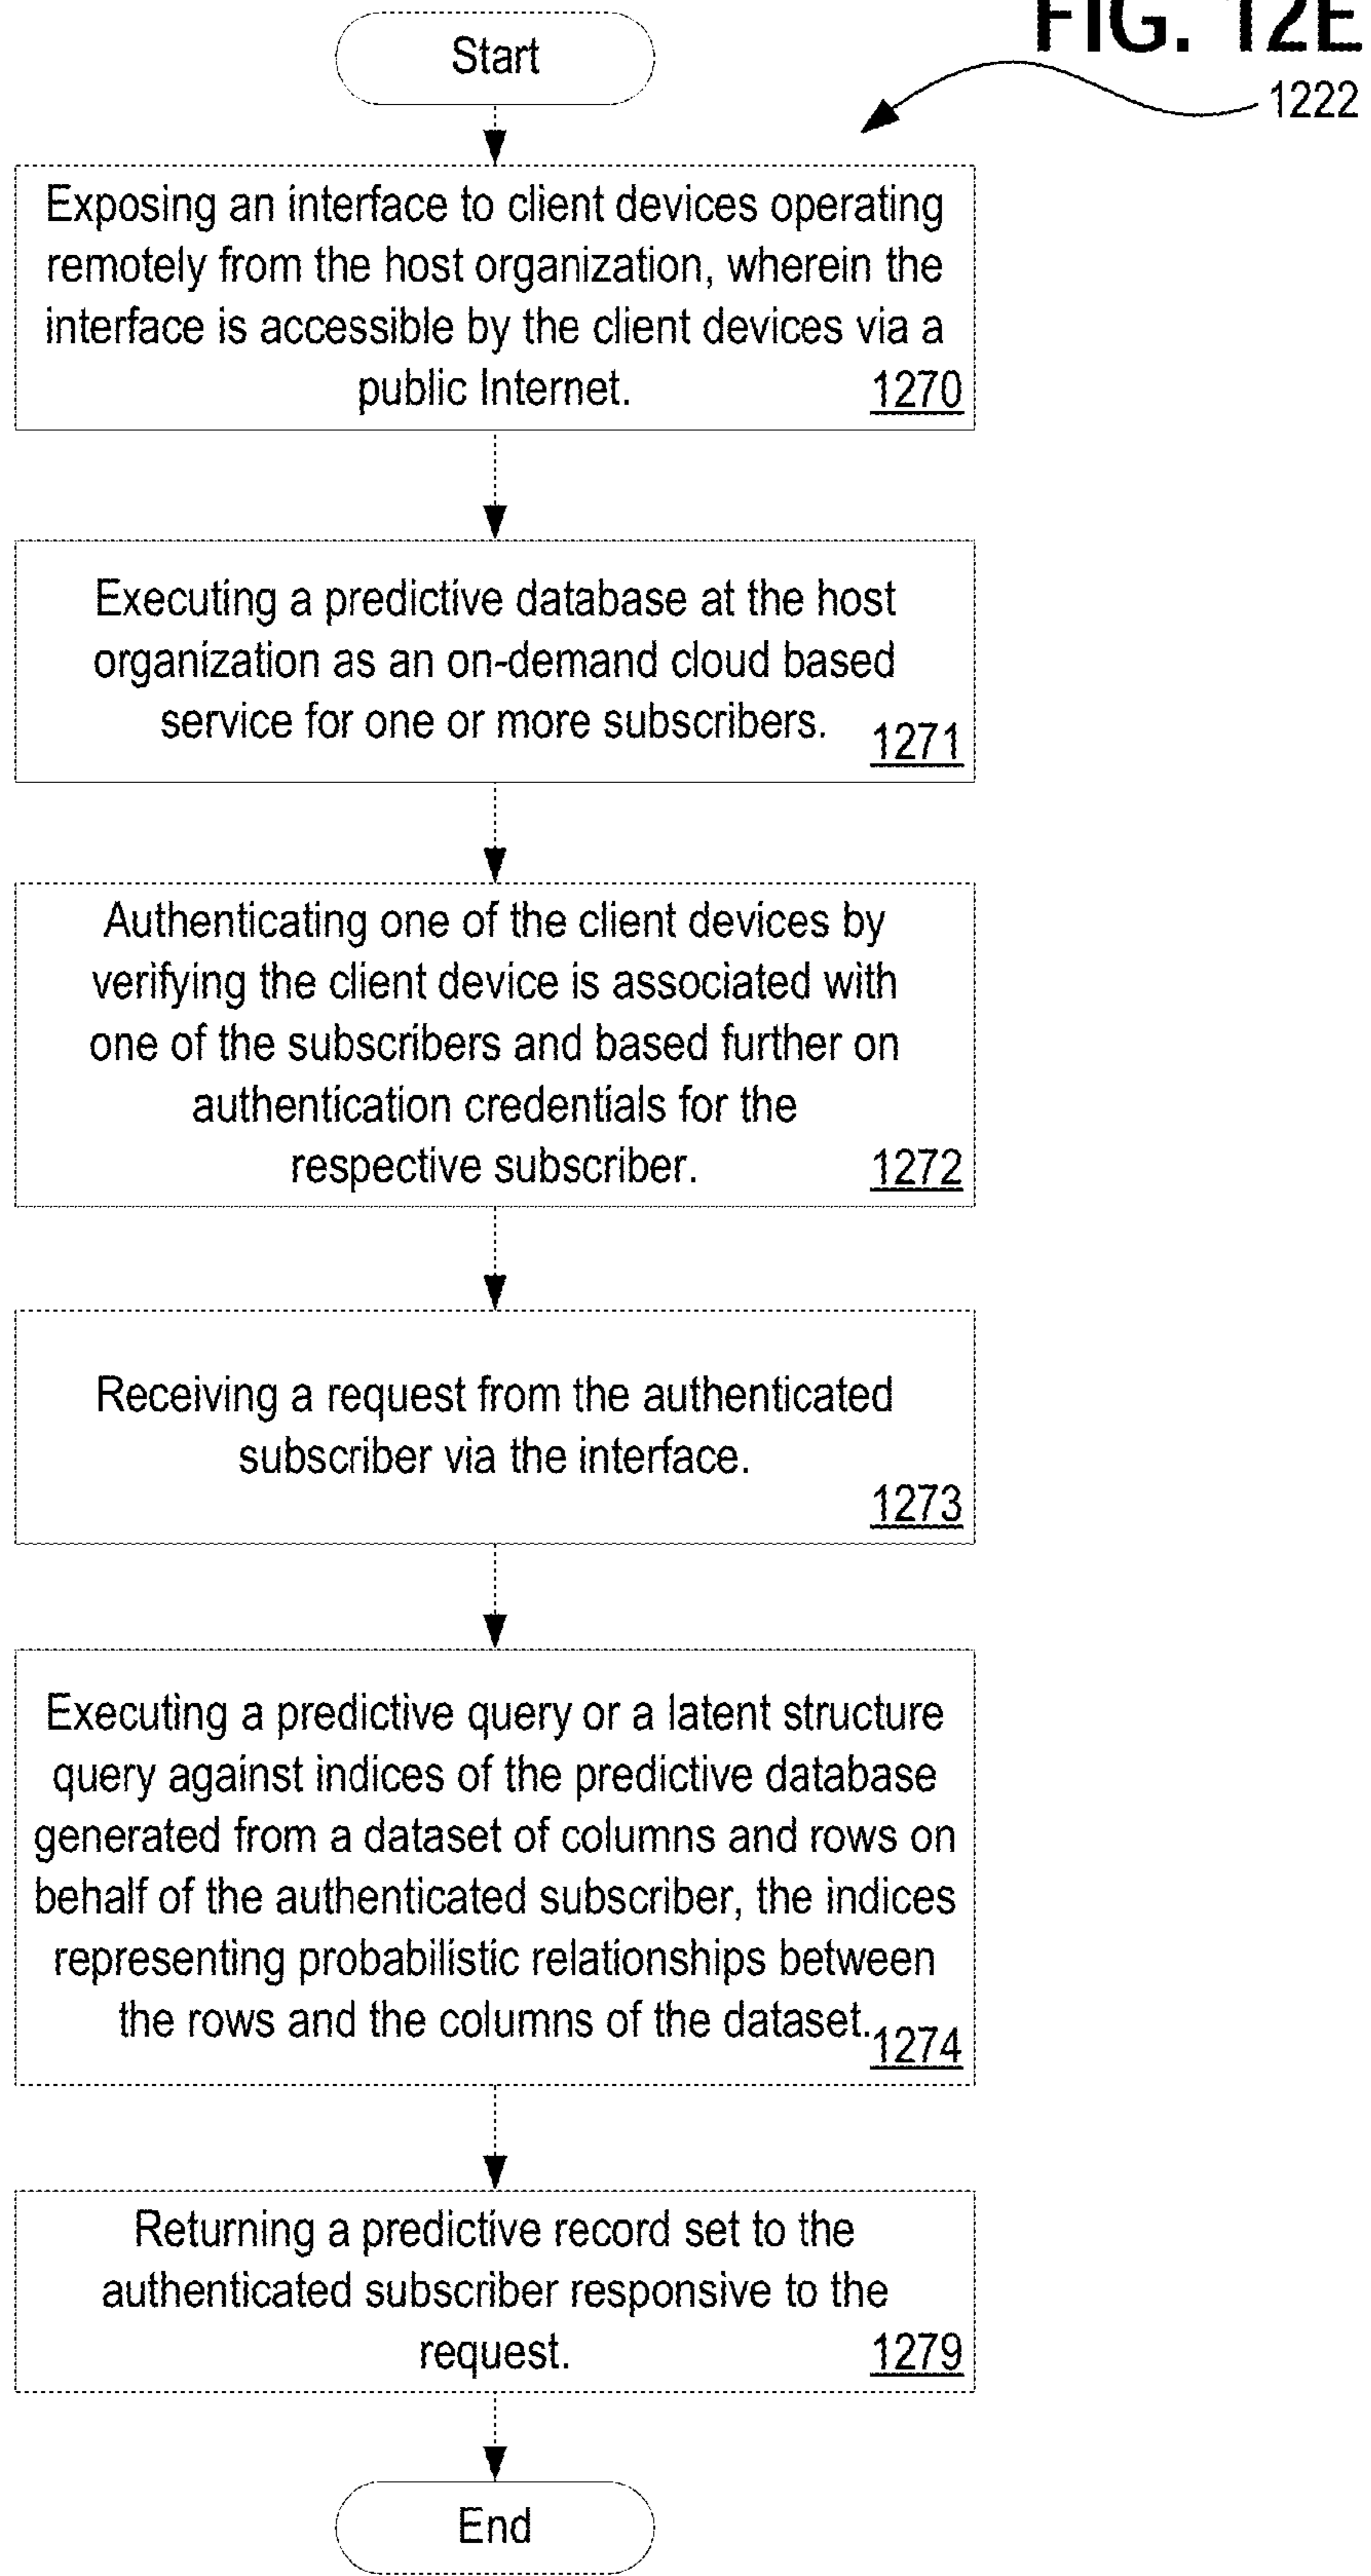 FIG. 12E
1222
Start
Exposing an interface to client devices operating
remotely from the host organization, wherein the
interface is accessible by the client devices via a
public Internet.
1270
Executing a predictive database at the host
organization as an on-demand cloud based
service for one or more subscribers.
1271
Authenticating one of the client devices by
verifying the client device is associated with
one of the subscribers and based further on
authentication credentials for the
respective subscriber.
1272
Receiving a request from the authenticated
subscriber via the interface.
1273
Executing a predictive query or a latent structure
query against indices of the predictive database
generated from a dataset of columns and rows on
behalf of the authenticated subscriber, the indices
representing probabilistic relationships between
the rows and the columns of the dataset.
1274
Returning a predictive record set to the
authenticated subscriber responsive to the
request.
1279
End